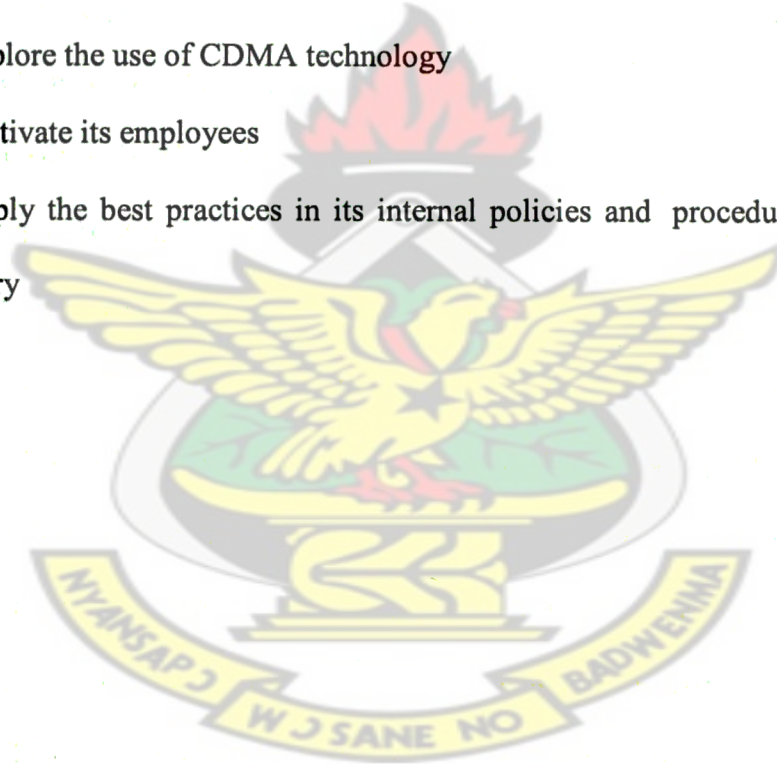 plore the use of CDMA technology
tivate its employees
ply the best practices in its internal policies and procedu
ry
NYANSAPƆ WƆSANE NO BADWENMA